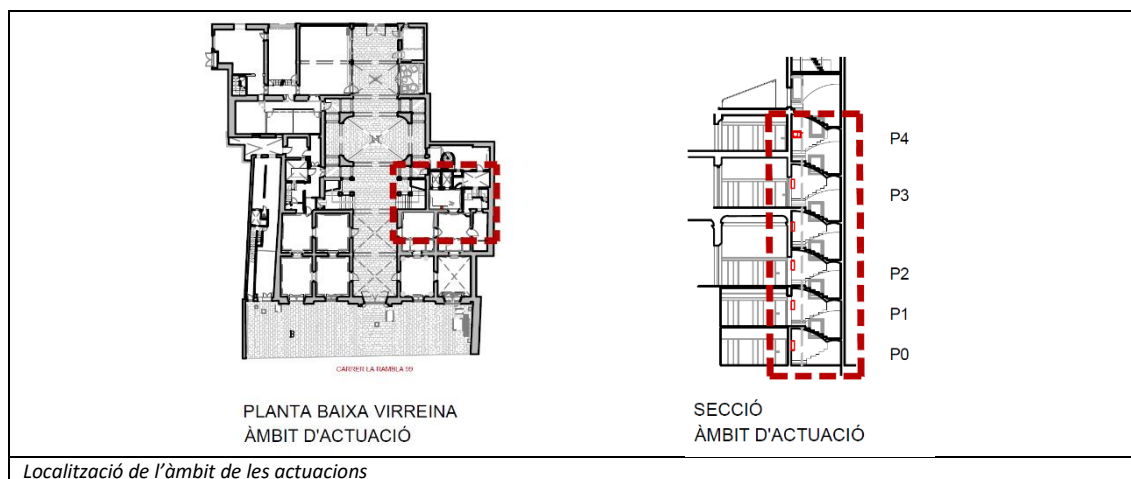 CARRER LA RAMBLA 99
PLANTA BAIXA VIRREINA
ÀMBIT D'ACTUACIÓ
P4
P3
P2
P1
P0
SECCIÓ
ÀMBIT D'ACTUACIÓ
Localització de l'àmbit de les actuacions